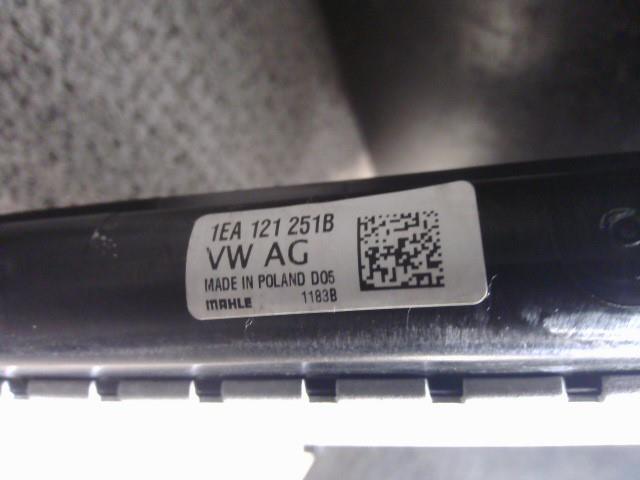 1EA 121 251B
VW AG
MADE IN POLAND D05
MAHLE 1183B